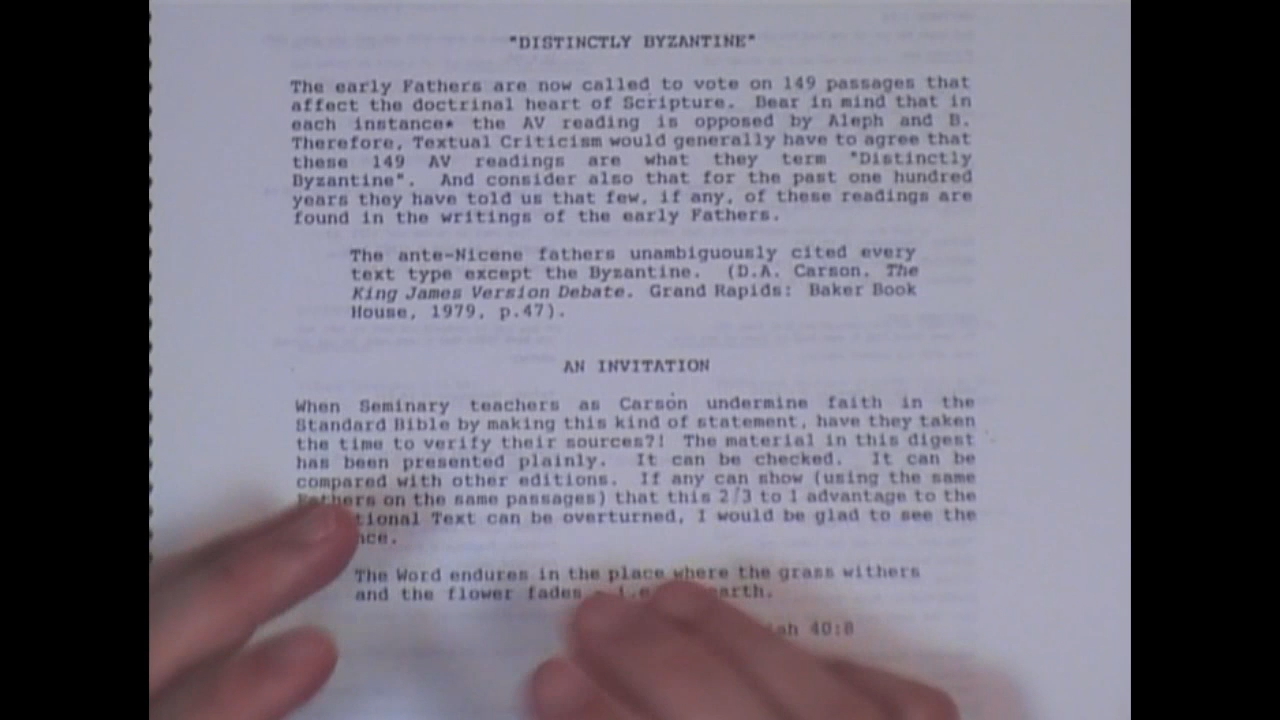 "DISTINCTLY BYZANTINE"
The early Fathers are now called to vote on 149 passages that
affect the doctrinal heart of Scripture. Bear in mind that in
each instance* the AV reading is opposed by Aleph and B.
Therefore, Textual Criticism would generally have to agree that
these 149 AV readings are what they term "Distinctly
Byzantine". And consider also that for the past one hundred
years they have told us that few, if any, of these readings are
found in the writings of the early Fathers.
The ante-Nicene fathers unambiguously cited every
text type except the Byzantine. (D.A. Carson. The
King James Version Debate. Grand Rapids: Baker Book
House, 1979, p.47).
AN INVITATION
When Seminary teachers as Carson undermine faith in the
Standard Bible by making this kind of statement, have they taken
the time to verify their sources?! The material in this digest
has been presented plainly. It can be checked. It can be
compared with other editions. If any can show (using the same
Fathers on the same passages) that this 2/3 to 1 advantage to the
tional Text can be overturned, I would be glad to see the
nce.
The Word endures in the place where the grass withers
and the flower fades - i.e. earth.
ah 40:8